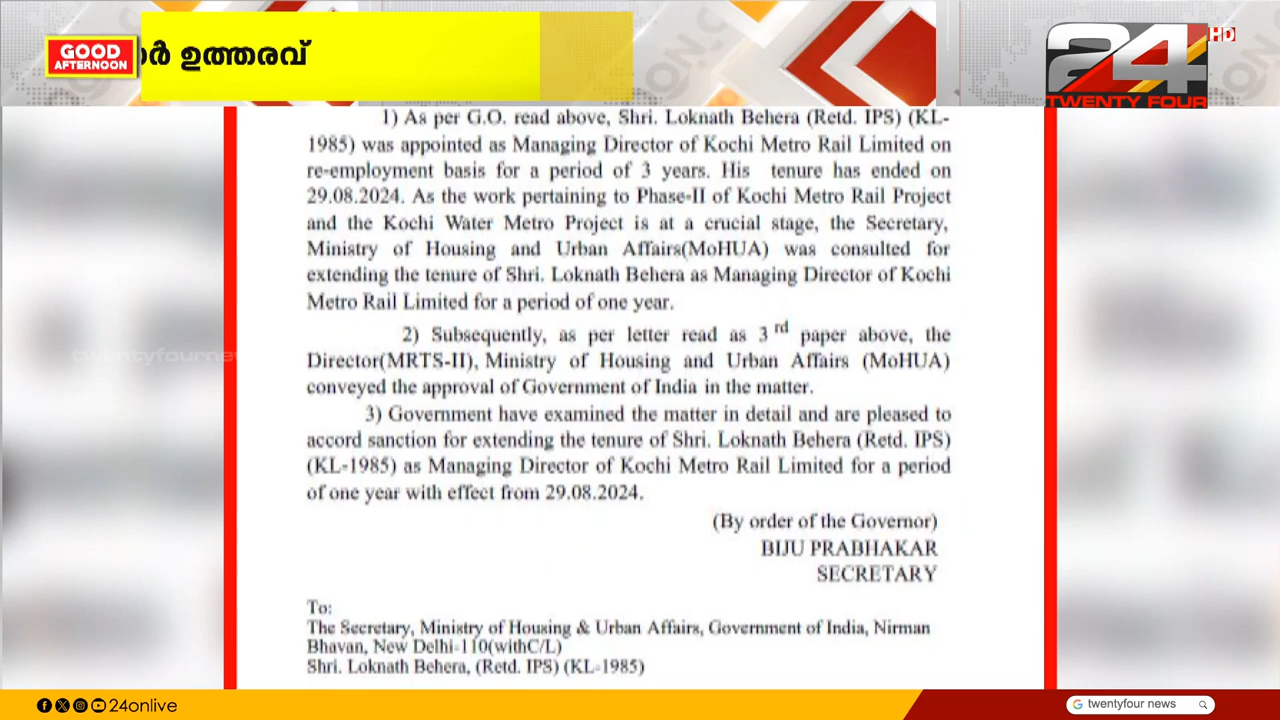 GOOD
AFTERNOON
ർ ഉത്തരവ്
24
HD
TWENTY FOUR
1) As per G.O. read above, Shri. Loknath Behera (Retd. IPS) (KL-
1985) was appointed as Managing Director of Kochi Metro Rail Limited on
re-employment basis for a period of 3 years. His tenure has ended on
29.08.2024. As the work pertaining to Phase-II of Kochi Metro Rail Project
and the Kochi Water Metro Project is at a crucial stage, the Secretary,
Ministry of Housing and Urban Affairs(MoHUA) was consulted for
extending the tenure of Shri. Loknath Behera as Managing Director of Kochi
Metro Rail Limited for a period of one year.
2) Subsequently, as per letter read as 3rd paper above, the
Director(MRTS-II), Ministry of Housing and Urban Affairs (MoHUA)
conveyed the approval of Government of India in the matter.
3) Government have examined the matter in detail and are pleased to
accord sanction for extending the tenure of Shri. Loknath Behera (Retd. IPS)
(KL-1985) as Managing Director of Kochi Metro Rail Limited for a period
of one year with effect from 29.08.2024.
(By order of the Governor)
BIJU PRABHAKAR
SECRETARY
To:
The Secretary, Ministry of Housing & Urban Affairs, Government of India, Nirman
Bhavan, New Delhi-110(withC/L)
Shri. Loknath Behera, (Retd. IPS) (KL-1985)
twentyfournew
24onlive
twentyfour news